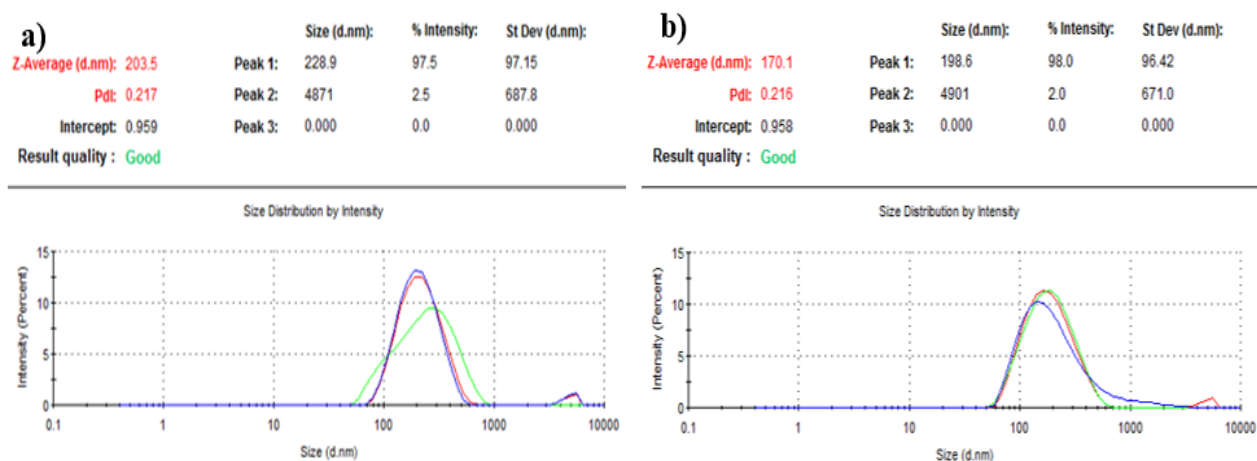 a)
Size (d.nm): % Intensity: St Dev (d.nm):
Z-Average (d.nm): 203.5 Peak 1: 228.9 97.5 97.15
PdI: 0.217 Peak 2: 4871 2.5 687.8
Intercept: 0.959 Peak 3: 0.000 0.0 0.000
Result quality : Good
Size Distribution by Intensity
Intensity (Percent)
15
10
5
0
0.1 1 10 100 1000 10000
Size (d.nm)
b)
Size (d.nm): % Intensity: St Dev (d.nm):
Z-Average (d.nm): 170.1 Peak 1: 198.6 98.0 96.42
PdI: 0.216 Peak 2: 4901 2.0 671.0
Intercept: 0.958 Peak 3: 0.000 0.0 0.000
Result quality : Good
Size Distribution by Intensity
Intensity (Percent)
15
10
5
0
0.1 1 10 100 1000 10000
Size (d.nm)